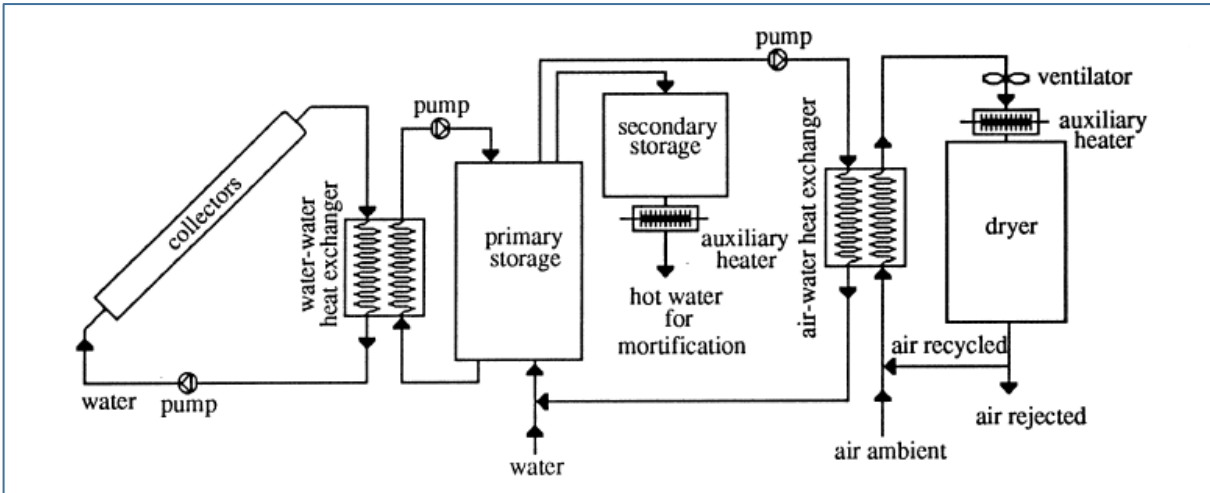 pump
ventilator
pump
auxiliary
heater
secondary
storage
collectors
water-water
heat exchanger
primary
storage
auxiliary
heater
hot water
for
mortification
air-water heat exchanger
dryer
air recycled
water
pump
air rejected
water
air ambient